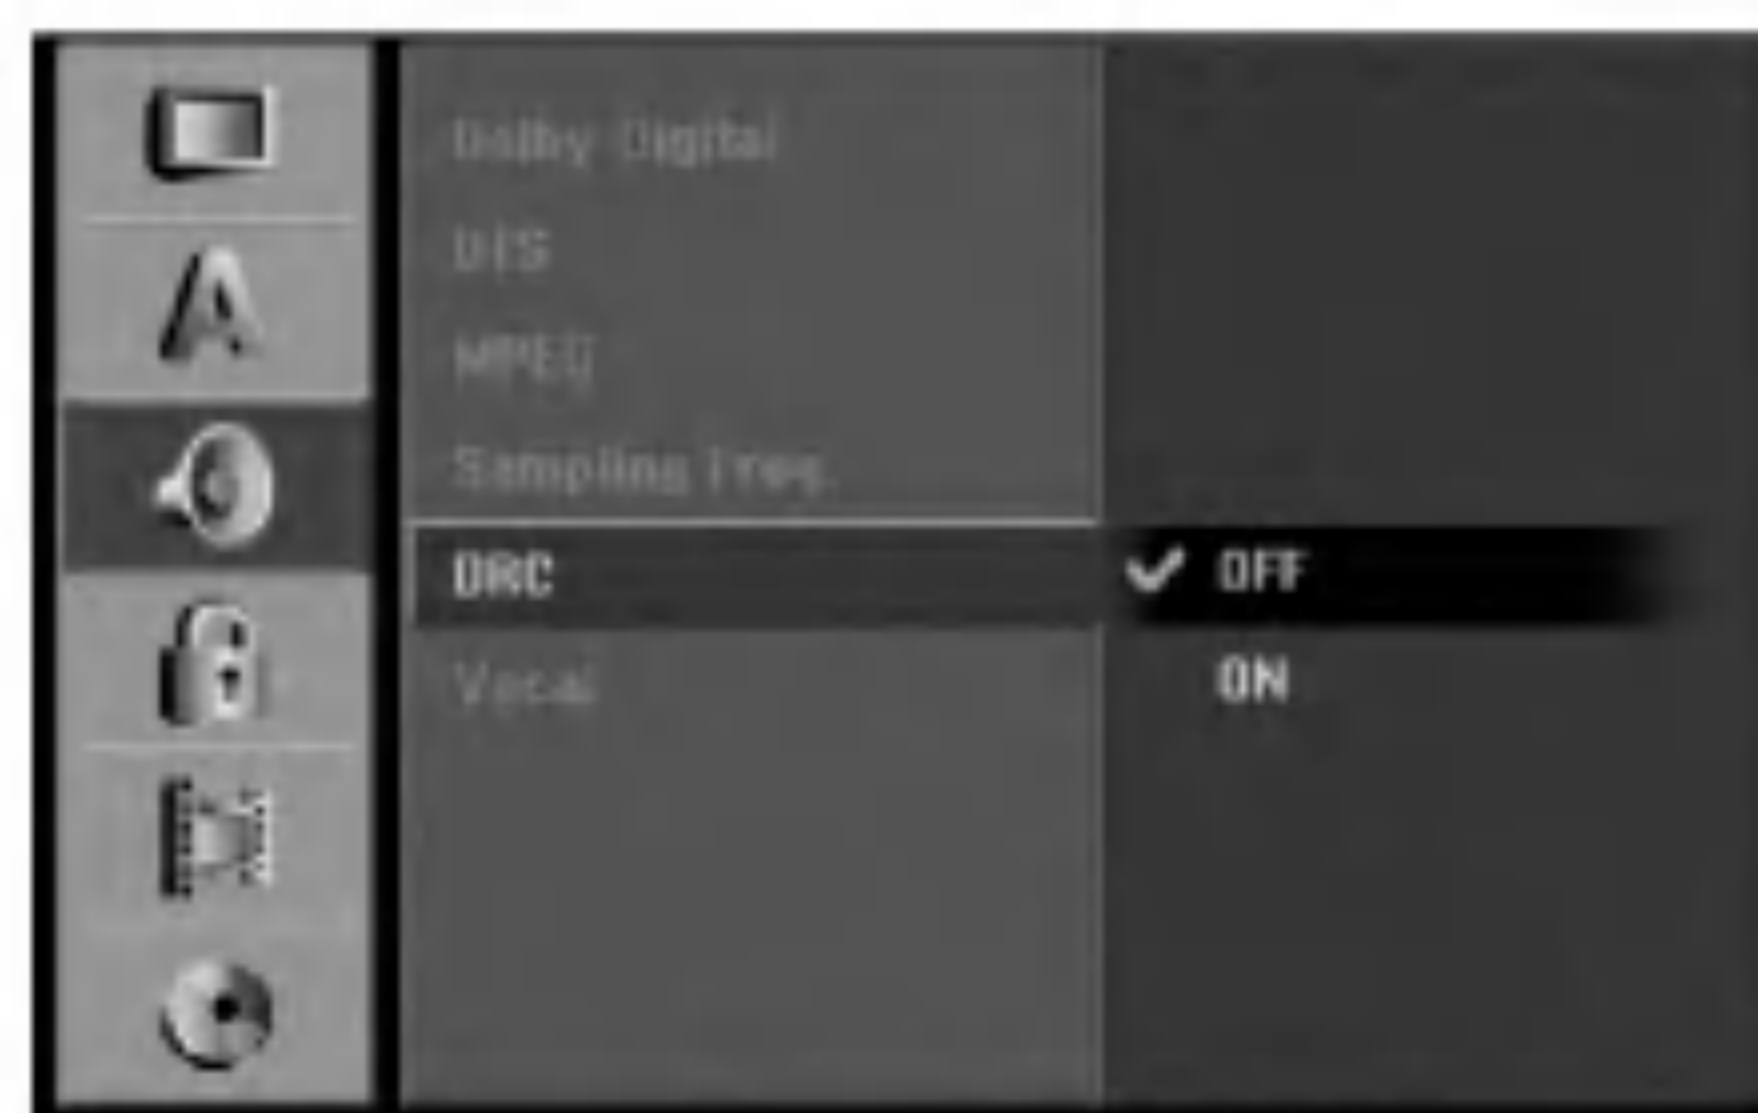 A
Dolby Digital
DTS
MPEG
Sampling Freq.
DRC
OFF
ON
Vocal